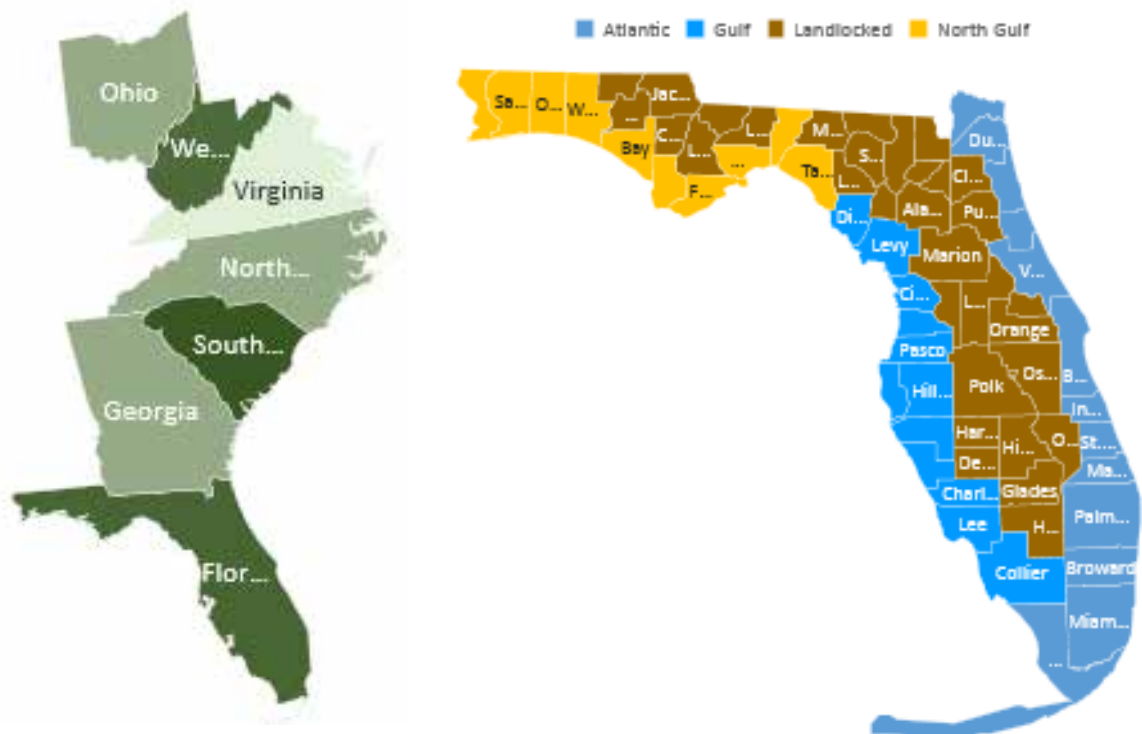 Ohio
We...
Virginia
North...
South...
Georgia
Flor...
Atlantic Gulf Landlocked North Gulf
Sa... O... W... ... Jac...
Bay C... L... L... M...
F... ... Ta... S... L...
Du...
Cl...
Di... Ala... Pu...
Levy Marion
V...
Ci... L...
Orange
Pasco
Hill... Polk Os... B...
In...
Har... Hi... O... St....
De... Ma...
Charl... Glades
Lee H... Palm...
Collier Broward
Miam...
...